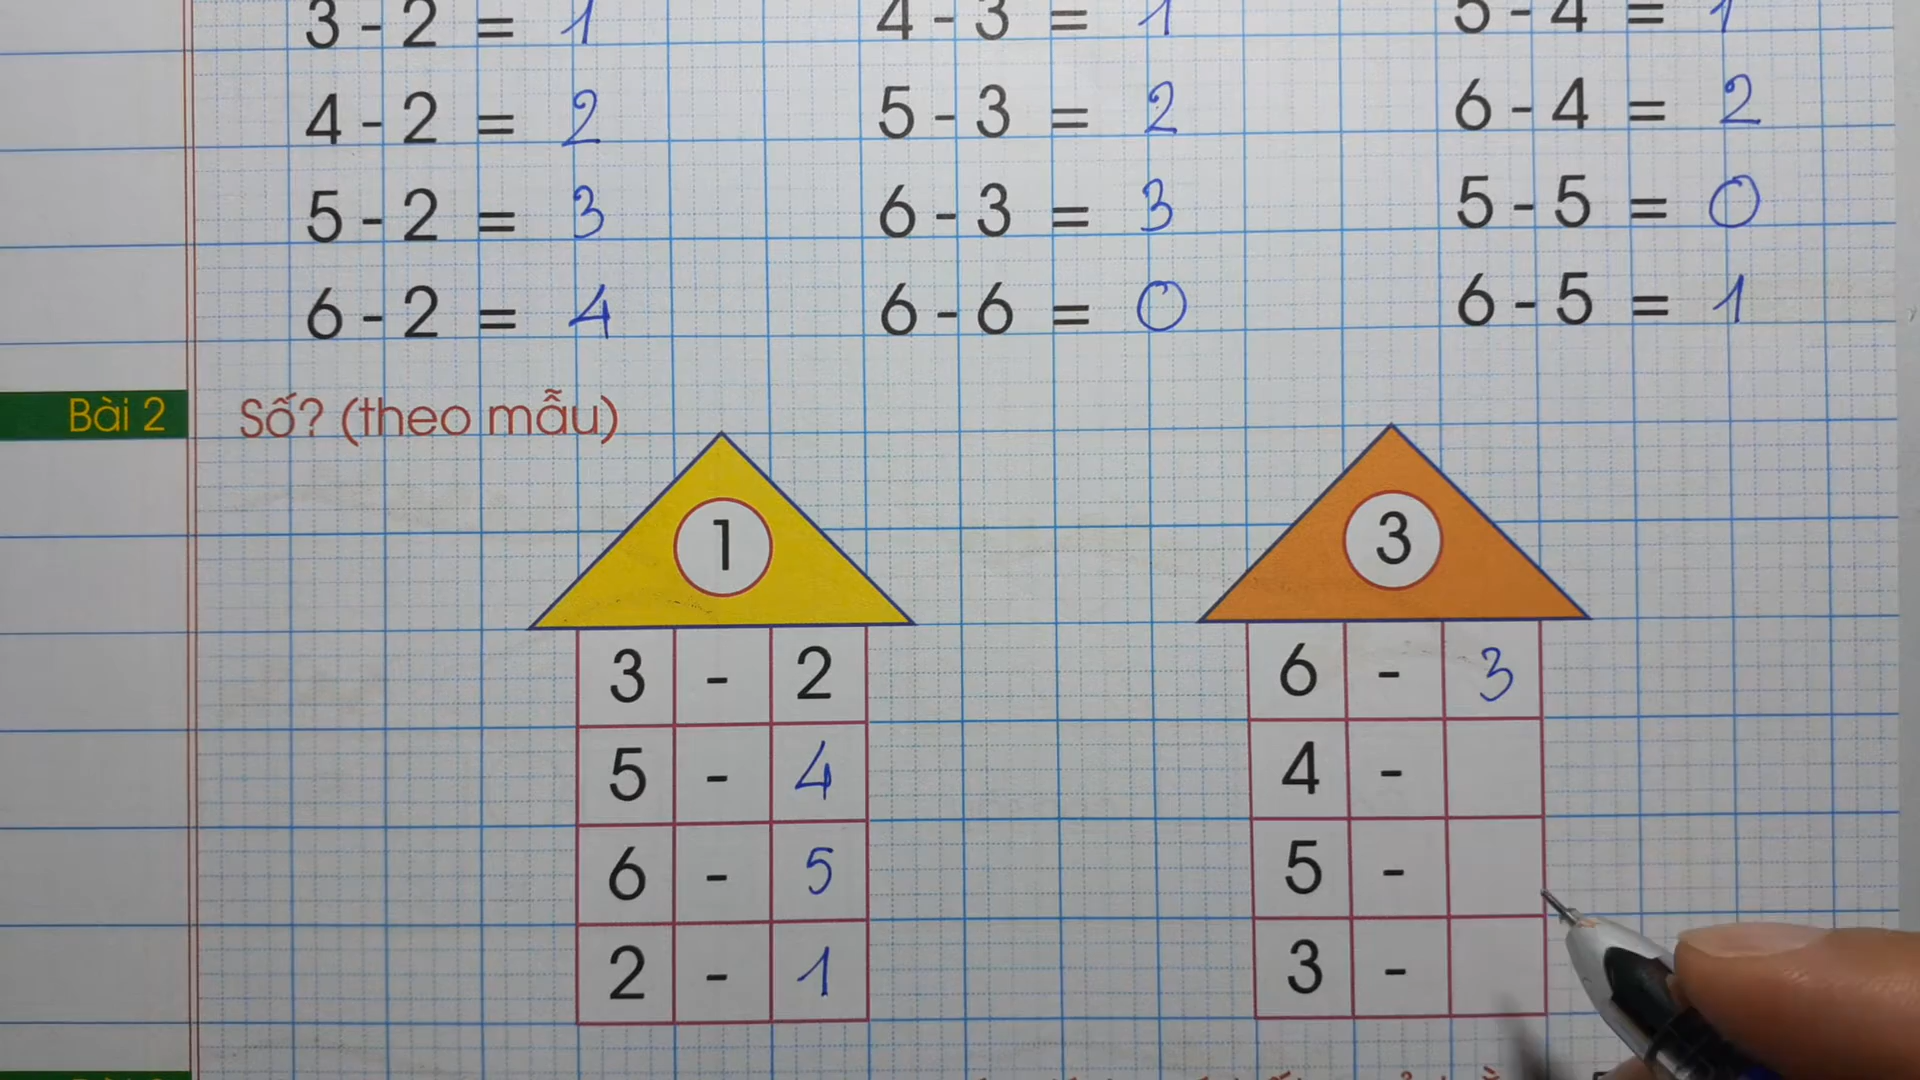 3 - 2 = 1 4 - 3 = 1 5 - 4 = 1
4 - 2 = 2 5 - 3 = 2 6 - 4 = 2
5 - 2 = 3 6 - 3 = 3 5 - 5 = 0
6 - 2 = 4 6 - 6 = 0 6 - 5 = 1
Bài 2 Số? (theo mẫu)
1 3
3 - 2 6 - 3
5 - 4 4 -
6 - 5 5 -
2 - 1 3 -